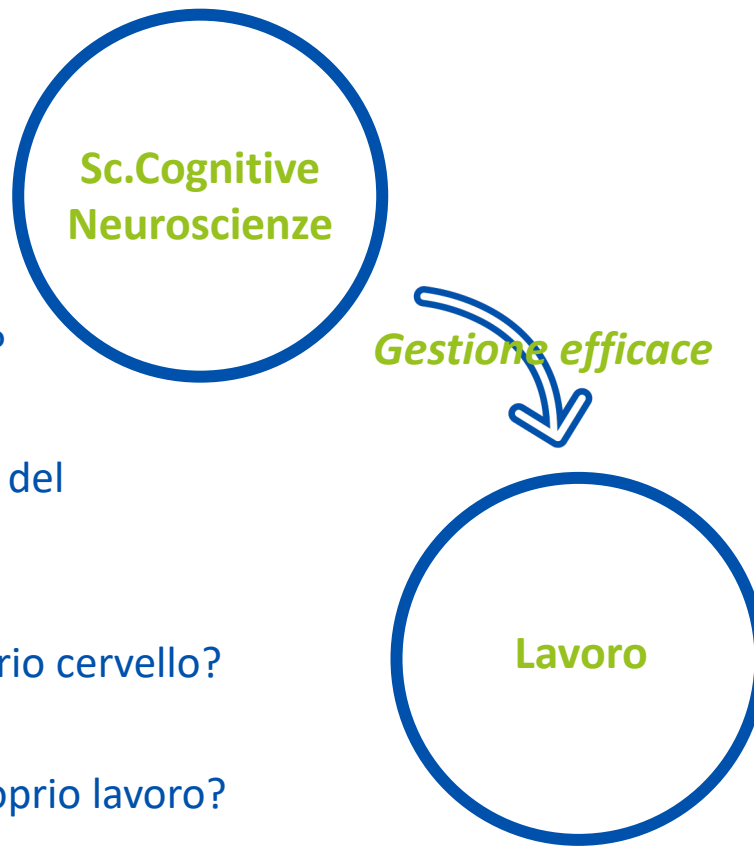 Sc.Cognitive
Neuroscienze
?
Gestione efficace
del
rio cervello?
Lavoro
oprio lavoro?